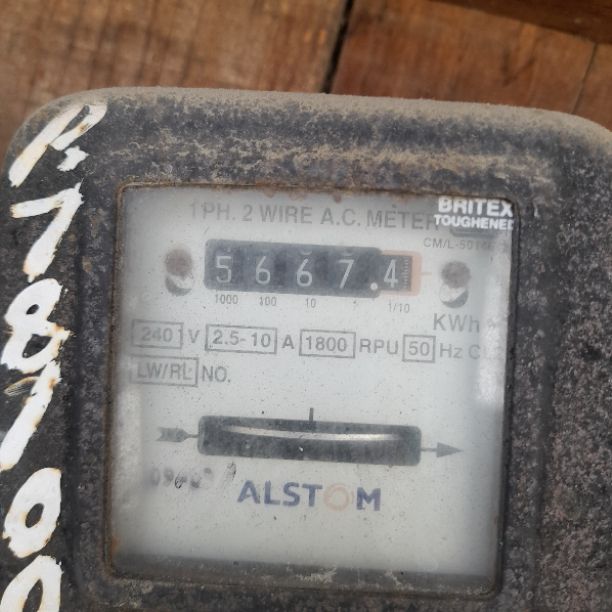 1 PH. 2 WIRE A.C. METER
BRITEX
TOUGHENED
5 6 6 7 . 4
1000 100 10 1 1/10
KWh
240 V 2.5-10 A 1800 RPU 50 Hz
LW/RL NO.
ALSTOM